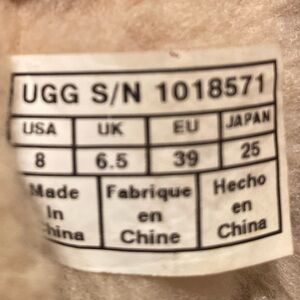 UGG S/N 1018571
USA UK EU JAPAN
8 6.5 39 25
Made Fabrique Hecho
In en en
China Chine China